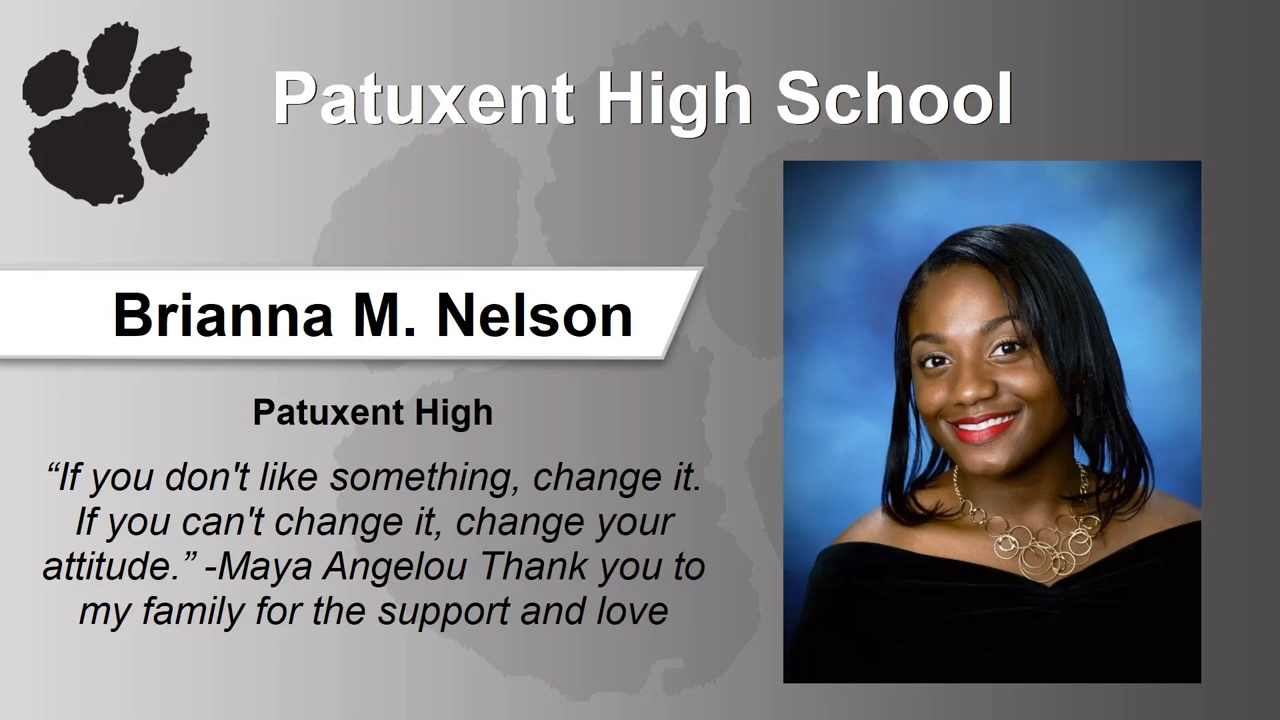 Patuxent High School
Brianna M. Nelson
Patuxent High
“If you don't like something, change it.
If you can't change it, change your
attitude.” -Maya Angelou Thank you to
my family for the support and love